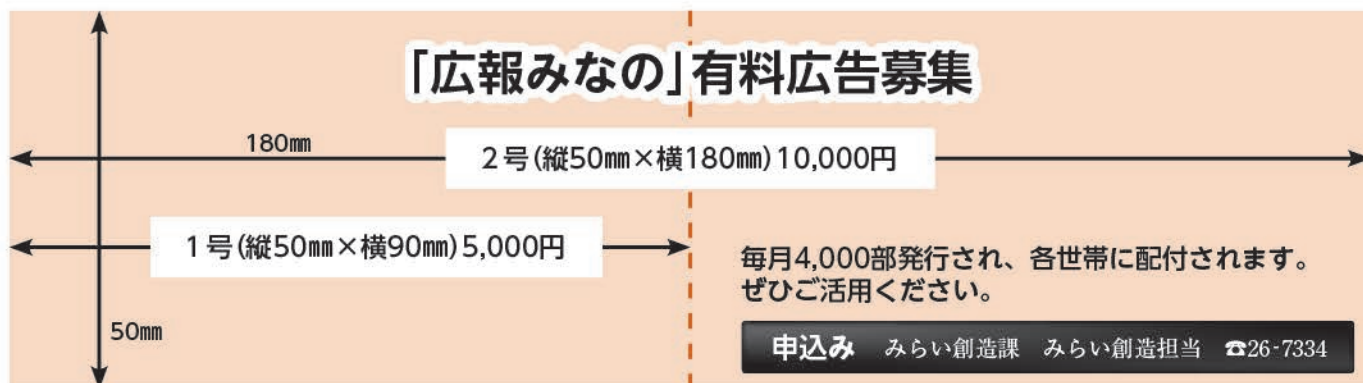 「広報みなの」有料広告募集
180㎜
2号(縦50㎜×横180㎜)10,000円
1号(縦50㎜×横90㎜)5,000円
毎月4,000部発行され、各世帯に配付されます。
ぜひご活用ください。
50㎜
申込み みらい創造課 みらい創造担当 ☎26-7334